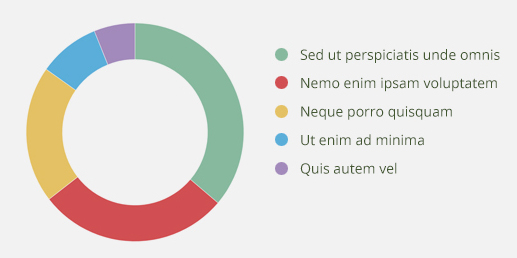 Sed ut perspiciatis unde omnis
Nemo enim ipsam voluptatem
Neque porro quisquam
Ut enim ad minima
Quis autem vel